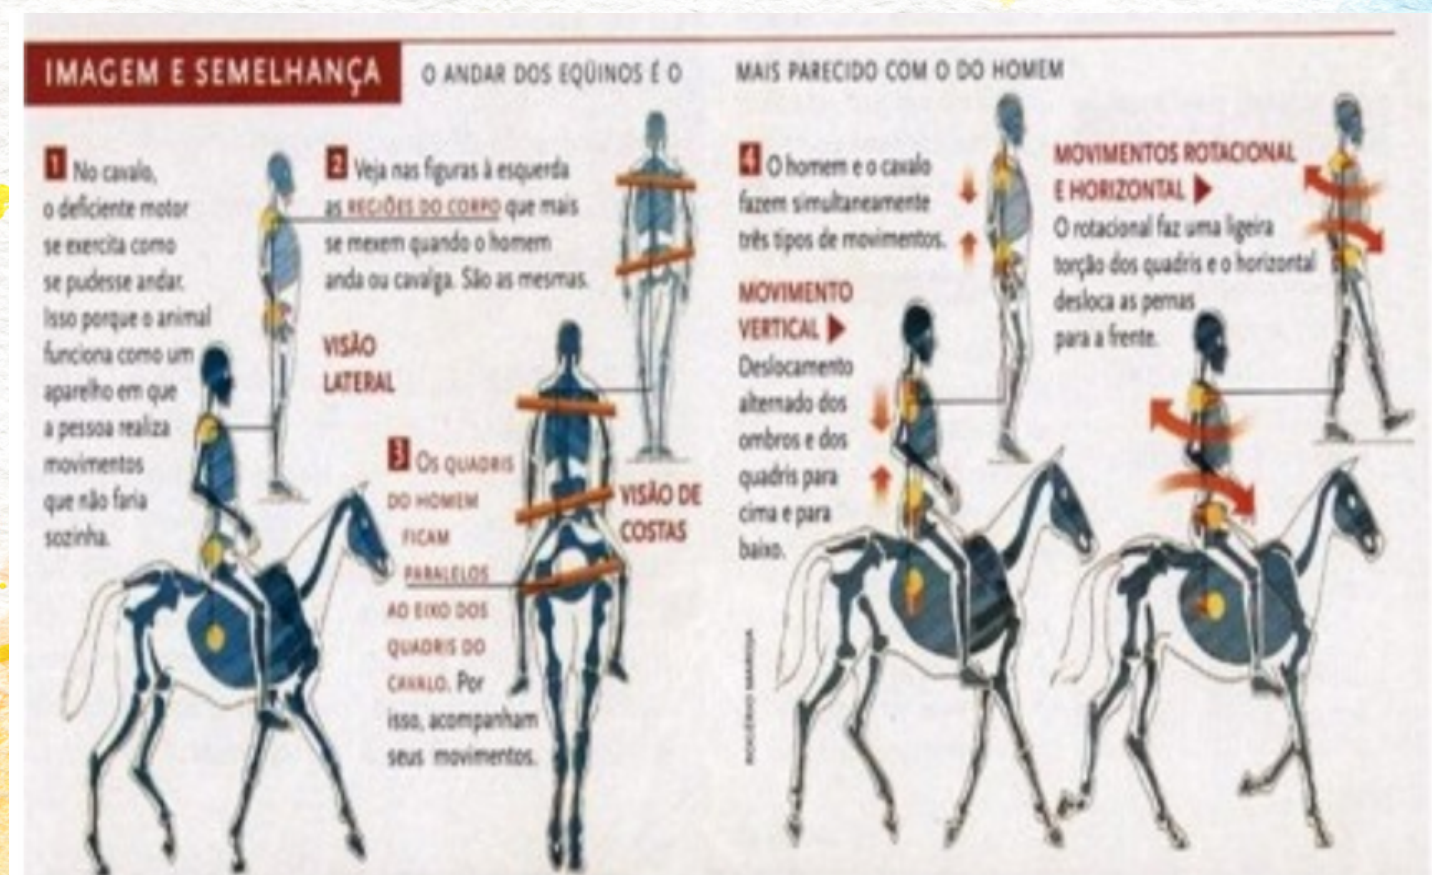 IMAGEM E SEMELHANÇA
O ANDAR DOS EQÜINOS É O
MAIS PARECIDO COM O DO HOMEM
1 No cavalo,
o deficiente motor
se exercita como
se pudesse andar.
Isso porque o animal
funciona como um
aparelho em que
a pessoa realiza
movimentos
que não faria
sozinha.
2 Veja nas figuras à esquerda
as REGIÕES DO CORPO que mais
se mexem quando o homem
anda ou cavalga. São as mesmas.
VISÃO
LATERAL
3 OS QUADRIS
DO HOMEM
FICAM
PARALELOS
AO EIXO DOS
QUADRIS DO
CAVALO. Por
isso, acompanham
seus movimentos.
VISÃO DE
COSTAS
4 O homem e o cavalo
fazem simultaneamente
três tipos de movimentos.
MOVIMENTO
VERTICAL ▶
Deslocamento
alternado dos
ombros e dos
quadris para
cima e para
baixo.
MOVIMENTOS ROTACIONAL
E HORIZONTAL ▶
O rotacional faz uma ligeira
torção dos quadris e o horizontal
desloca as pernas
para a frente.